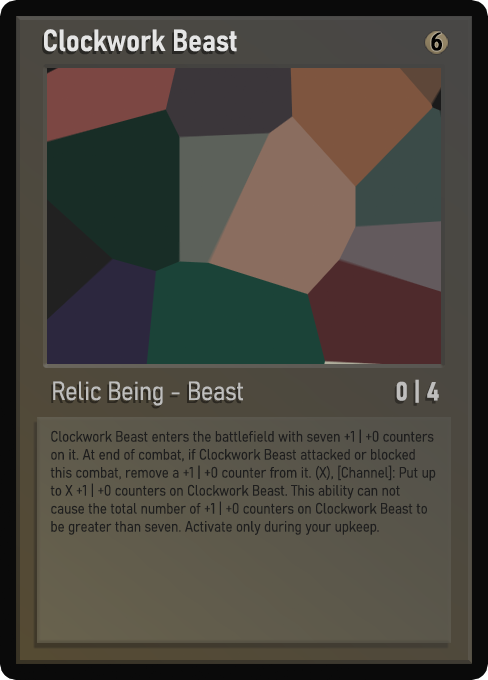 Clockwork Beast
6
Relic Being - Beast
0 | 4
Clockwork Beast enters the battlefield with seven +1 | +0 counters
on it. At end of combat, if Clockwork Beast attacked or blocked
this combat, remove a +1 | +0 counter from it. (X), [Channel]: Put up
to X +1 | +0 counters on Clockwork Beast. This ability can not
cause the total number of +1 | +0 counters on Clockwork Beast to
be greater than seven. Activate only during your upkeep.